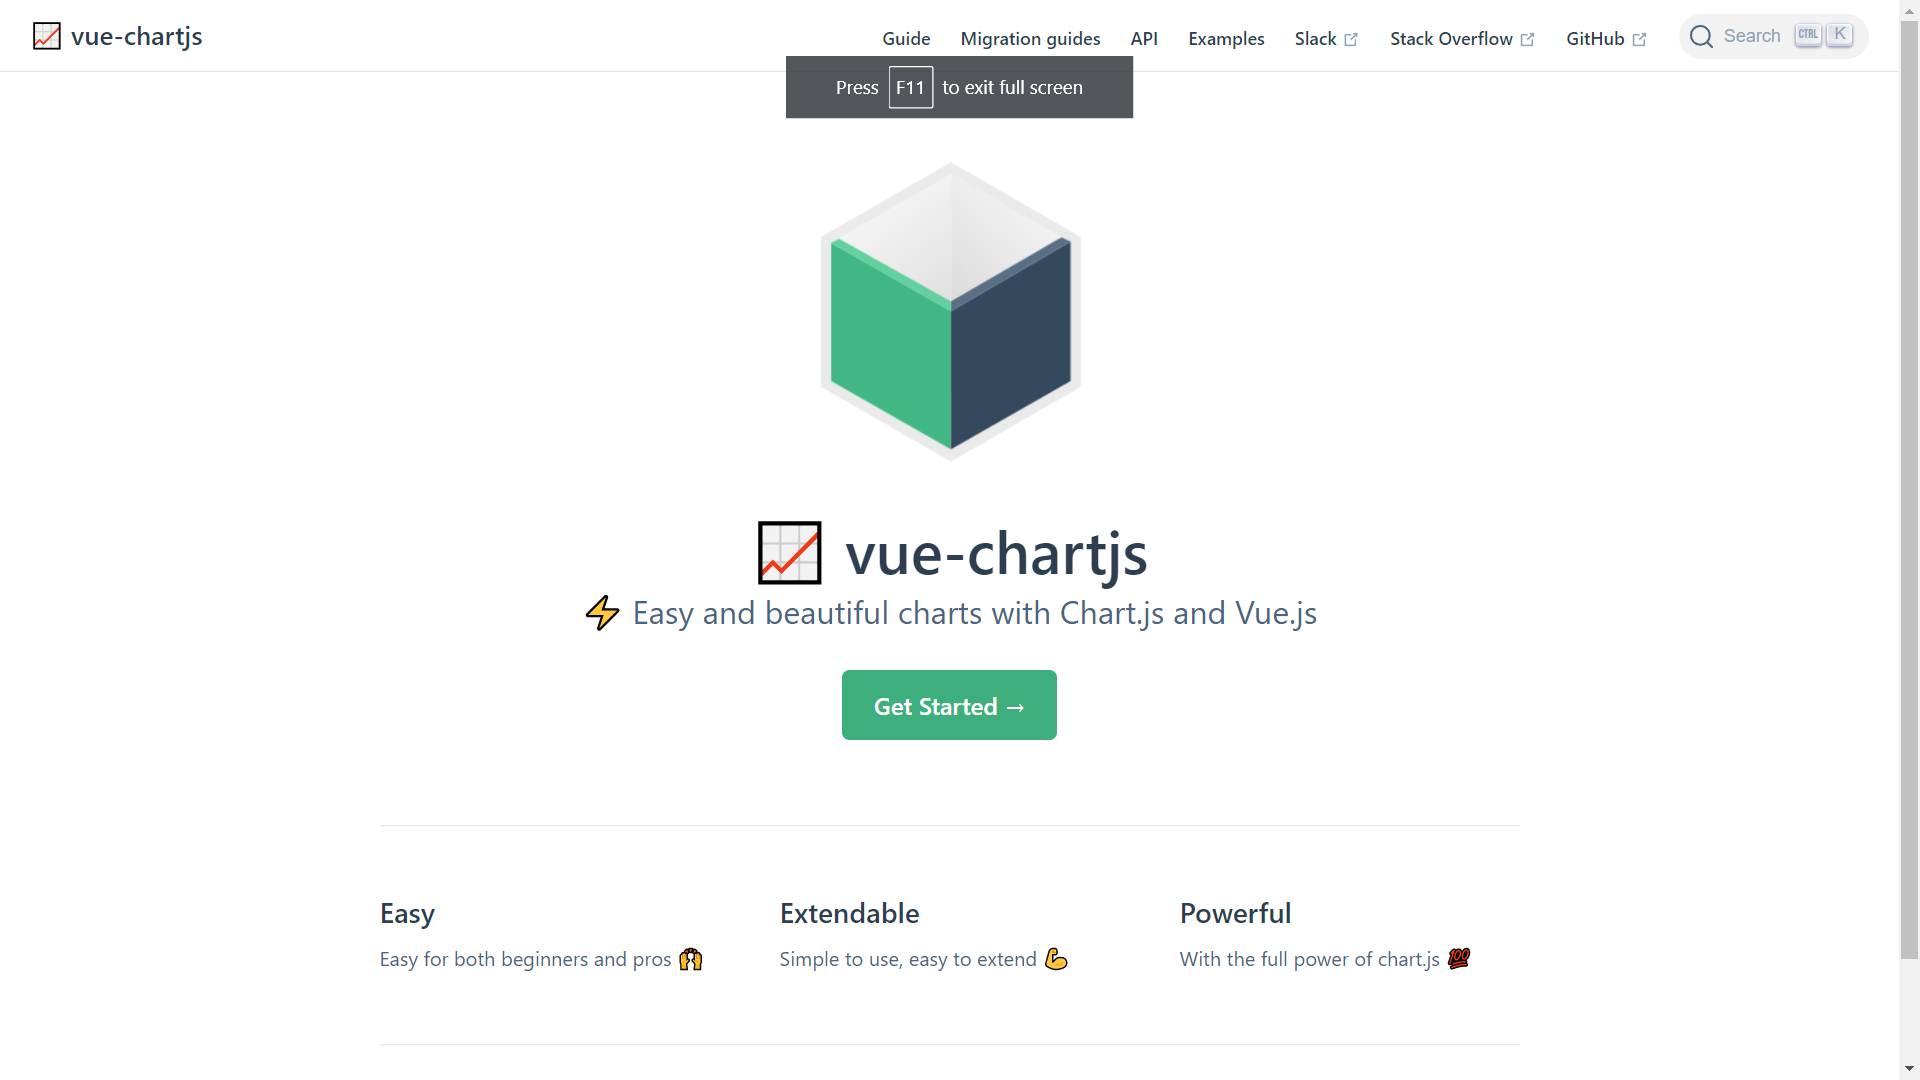 vue-chartjs
Guide Migration guides API Examples Slack Stack Overflow GitHub Search CTRL K
Press F11 to exit full screen
📈 vue-chartjs
⚡ Easy and beautiful charts with Chart.js and Vue.js
Get Started →
Easy Extendable Powerful
Easy for both beginners and pros 🙌 Simple to use, easy to extend 💪 With the full power of chart.js 💯